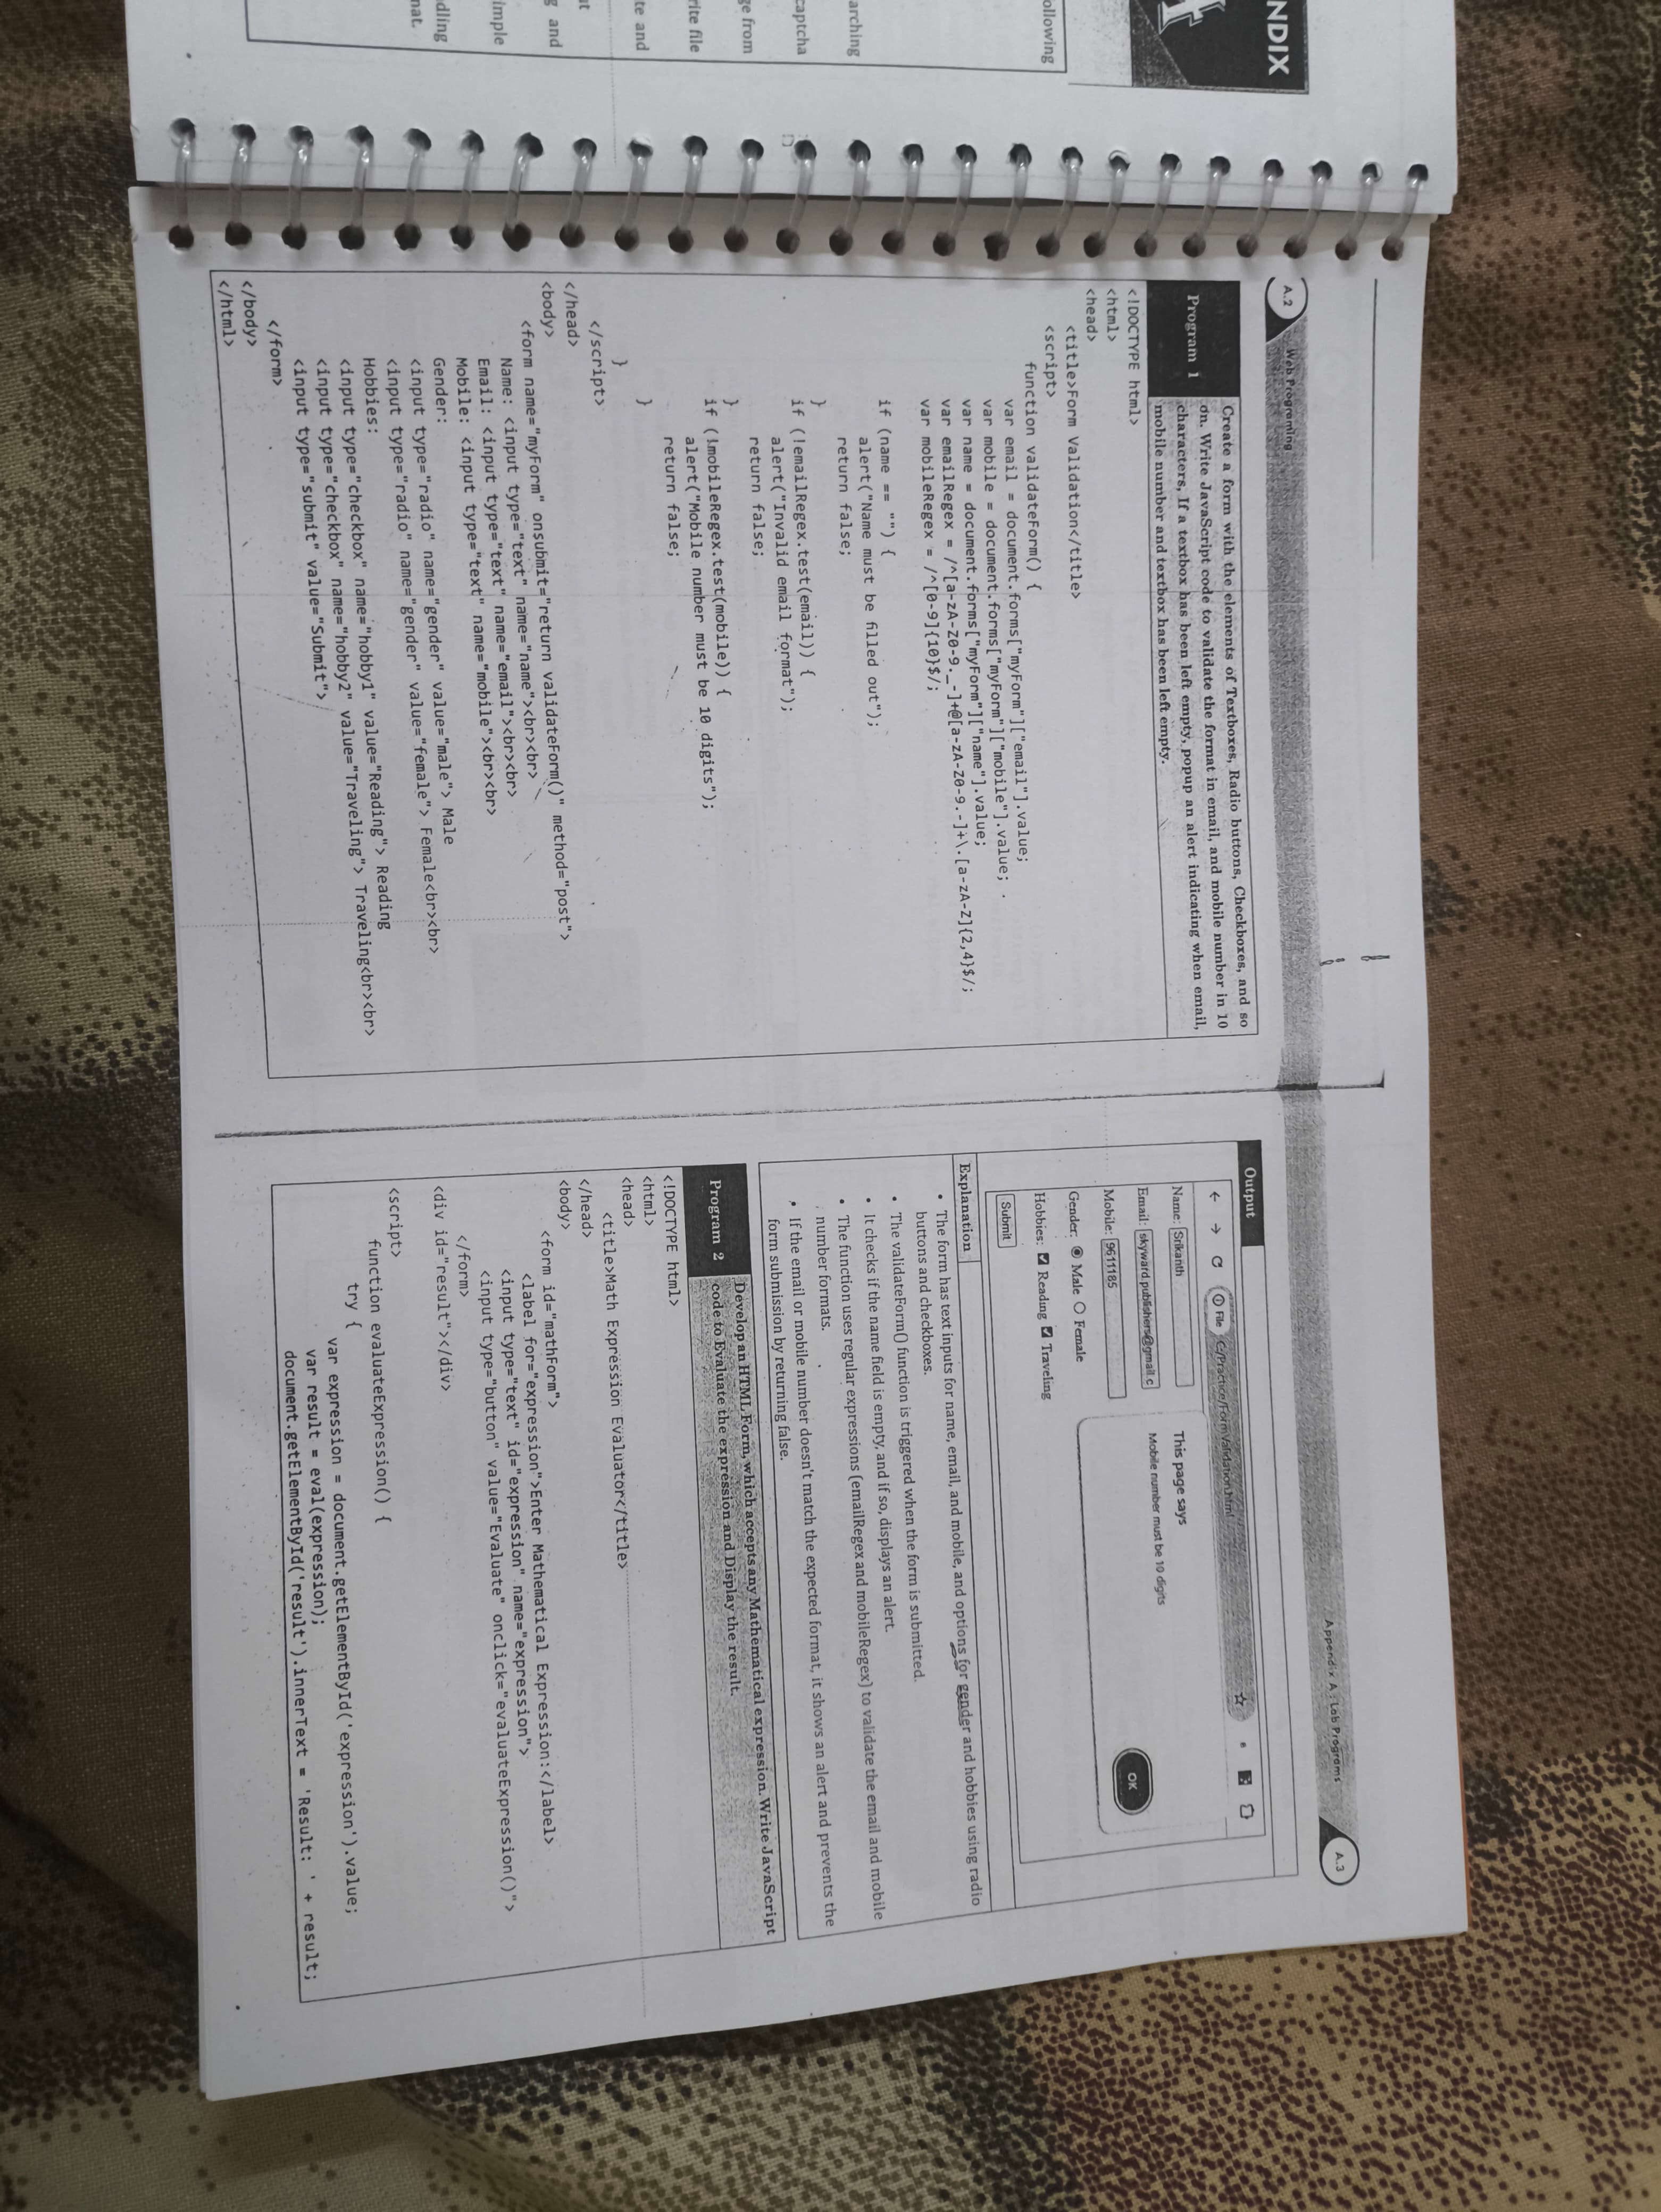 NDIX
ollowing
arching
captcha
ge from
rite file
te and
g and
imple
dling
nat.
A.2 Web Programing
Program 1
Create a form with the elements of Textboxes, Radio buttons, Checkboxes, and so
on. Write JavaScript code to validate the format in email, and mobile number in 10
characters, If a textbox has been left empty, popup an alert indicating when email,
mobile number and textbox has been left empty.
<!DOCTYPE html>
<html>
<head>
    <title>Form Validation</title>
    <script>
        function validateForm() {
            var email = document.forms["myForm"]["email"].value;
            var mobile = document.forms["myForm"]["mobile"].value;
            var name = document.forms["myForm"]["name"].value;
            var emailRegex = /^[a-zA-Z0-9._-]+@[a-zA-Z0-9.-]+\.[a-zA-Z]{2,4}$/;
            var mobileRegex = /^[0-9]{10}$/;
            if (name == "") {
                alert("Name must be filled out");
                return false;
            }
            if (!emailRegex.test(email)) {
                alert("Invalid email format");
                return false;
            }
            if (!mobileRegex.test(mobile)) {
                alert("Mobile number must be 10 digits");
                return false;
            }
        }
    </script>
</head>
<body>
    <form name="myForm" onsubmit="return validateForm()" method="post">
        Name: <input type="text" name="name"><br><br>
        Email: <input type="text" name="email"><br><br>
        Mobile: <input type="text" name="mobile"><br><br>
        Gender:
        <input type="radio" name="gender" value="male"> Male
        <input type="radio" name="gender" value="female"> Female<br><br>
        Hobbies:
        <input type="checkbox" name="hobby1" value="Reading"> Reading
        <input type="checkbox" name="hobby2" value="Traveling"> Traveling<br><br>
        <input type="submit" value="Submit">
    </form>
</body>
</html>
Appendix A : Lab Programs A.3
Output
File C:/Practice/FormValidation.html
Name: Srikanth
Email: skyward.publishers@gmail.c
Mobile: 9611185
Gender: Male Female
Hobbies: Reading Traveling
Submit
This page says
Mobile number must be 10 digits
OK
Explanation
• The form has text inputs for name, email, and mobile, and options for gender and hobbies using radio
buttons and checkboxes.
• The validateForm() function is triggered when the form is submitted.
• It checks if the name field is empty, and if so, displays an alert.
• The function uses regular expressions (emailRegex and mobileRegex) to validate the email and mobile
number formats.
• If the email or mobile number doesn't match the expected format, it shows an alert and prevents the
form submission by returning false.
Program 2
Develop an HTML Form, which accepts any Mathematical expression. Write JavaScript
code to Evaluate the expression and Display the result.
<!DOCTYPE html>
<html>
<head>
    <title>Math Expression Evaluator</title>
</head>
<body>
    <form id="mathForm">
        <label for="expression">Enter Mathematical Expression:</label>
        <input type="text" id="expression" name="expression">
        <input type="button" value="Evaluate" onclick="evaluateExpression()">
    </form>
<div id="result"></div>
<script>
    function evaluateExpression() {
        try {
            var expression = document.getElementById('expression').value;
            var result = eval(expression);
            document.getElementById('result').innerText = 'Result: ' + result;